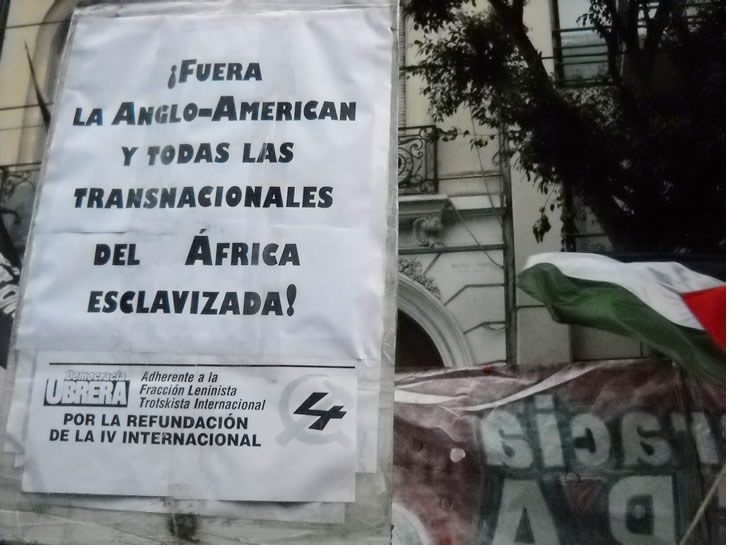 ¡FUERA
LA ANGLO-AMERICAN
Y TODAS LAS
TRANSNACIONALES
DEL ÁFRICA
ESCLAVIZADA!
Democracia
OBRERA
Adherente a la
Fracción Leninista
Trotskista Internacional
4
POR LA REFUNDACIÓN
DE LA IV INTERNACIONAL
racia